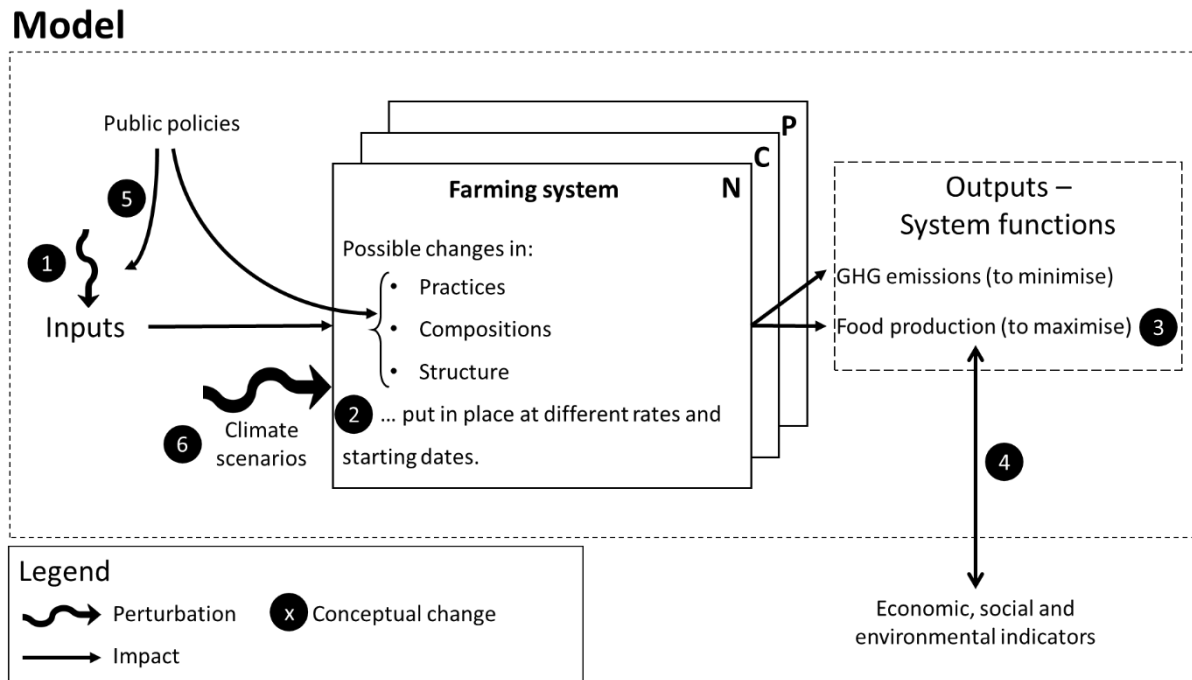 Model
Public policies
P
C
N
Farming system
Outputs –
System functions
5
Possible changes in:
1
• Practices
GHG emissions (to minimise)
Inputs
• Compositions
Food production (to maximise) 3
• Structure
2 ... put in place at different rates and
starting dates.
6 Climate
scenarios
4
Legend
Perturbation
x Conceptual change
Impact
Economic, social and
environmental indicators